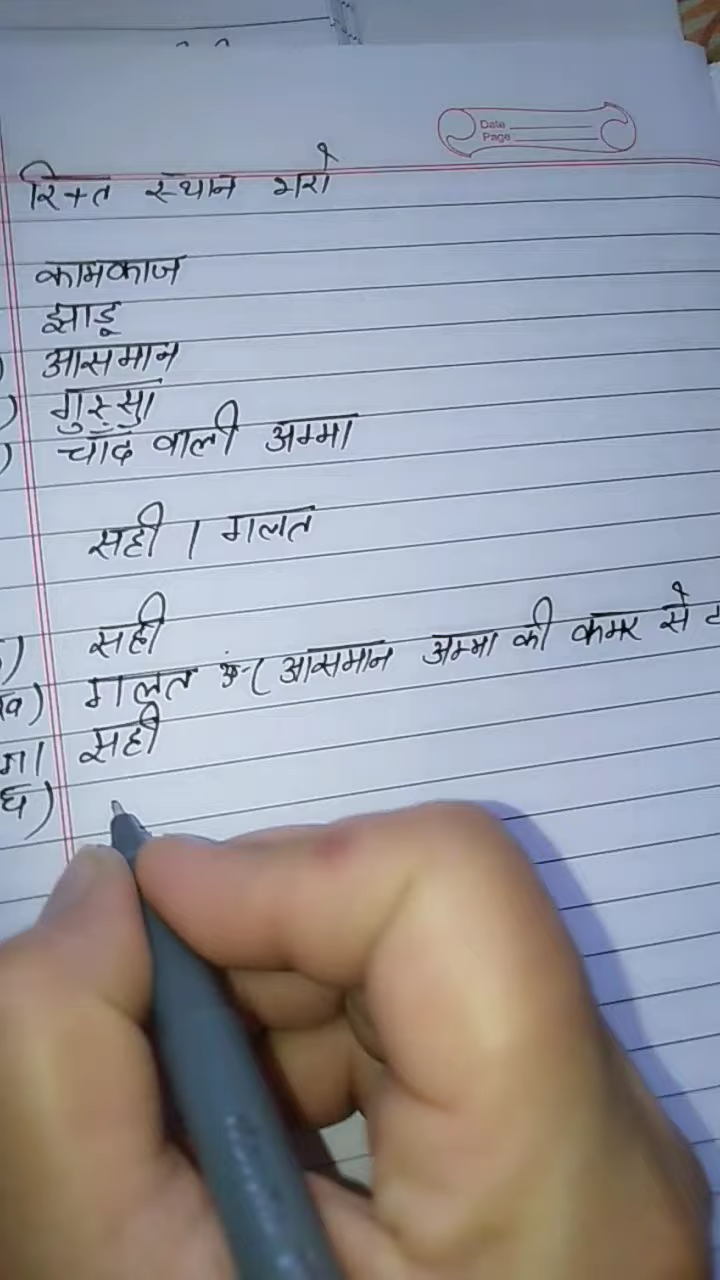 Date
Page
रिक्त स्थान भरो
कामकाज
झाडू
) आसमान
) गुस्सा
) चाँद वाली अम्मा
सही । गलत
) सही
ख) गलत - ( आसमान अम्मा की कमर से
ग। सही
घ)